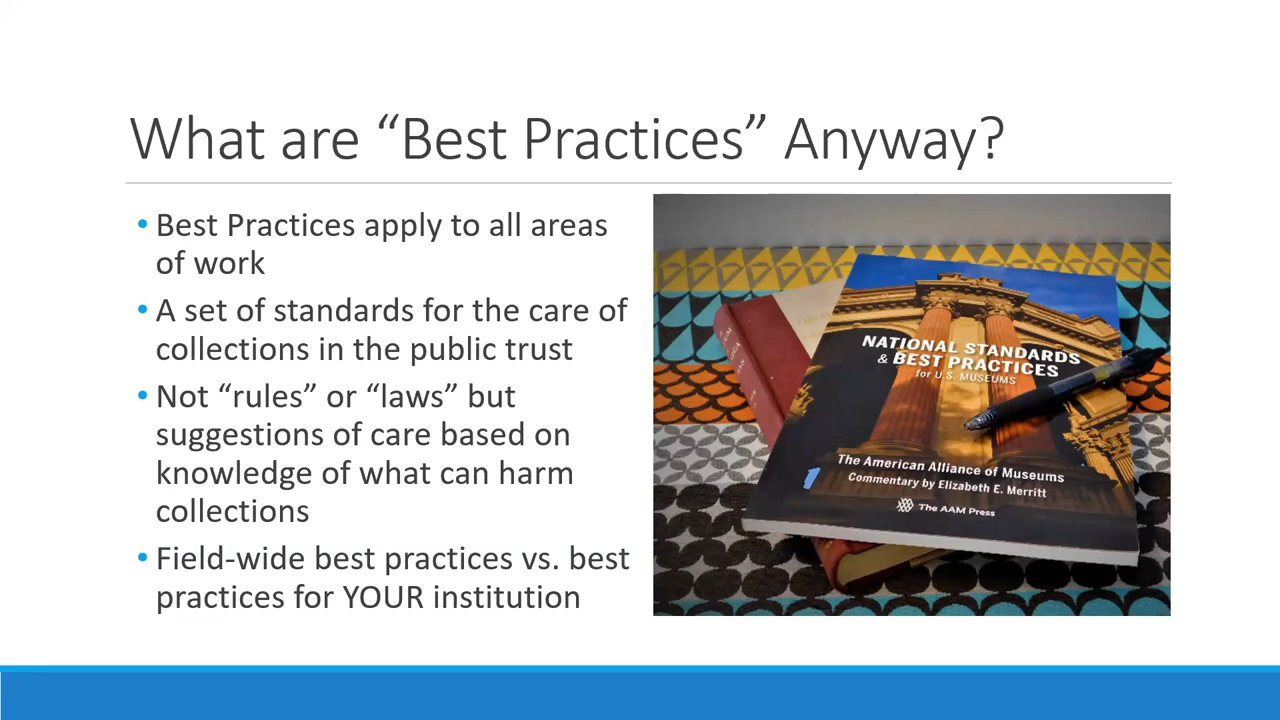 What are “Best Practices” Anyway?
• Best Practices apply to all areas
of work
• A set of standards for the care of
collections in the public trust
• Not “rules” or “laws” but
suggestions of care based on
knowledge of what can harm
collections
• Field-wide best practices vs. best
practices for YOUR institution
NATIONAL STANDARDS
& BEST PRACTICES
for U.S. MUSEUMS
The American Alliance of Museums
Commentary by Elizabeth E. Merritt
The AAM Press